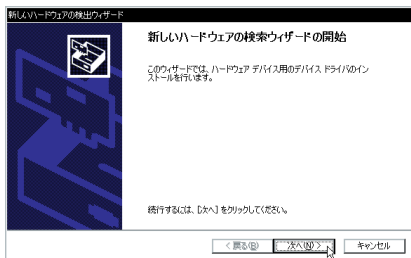 新しいハードウェアの検出ウィザード
新しいハードウェアの検索ウィザードの開始
このウィザードでは、ハードウェア デバイス用のデバイス ドライバのイン
ストールを行います。
続行するには、[次へ] をクリックしてください。
< 戻る(B) 次へ(N) > キャンセル